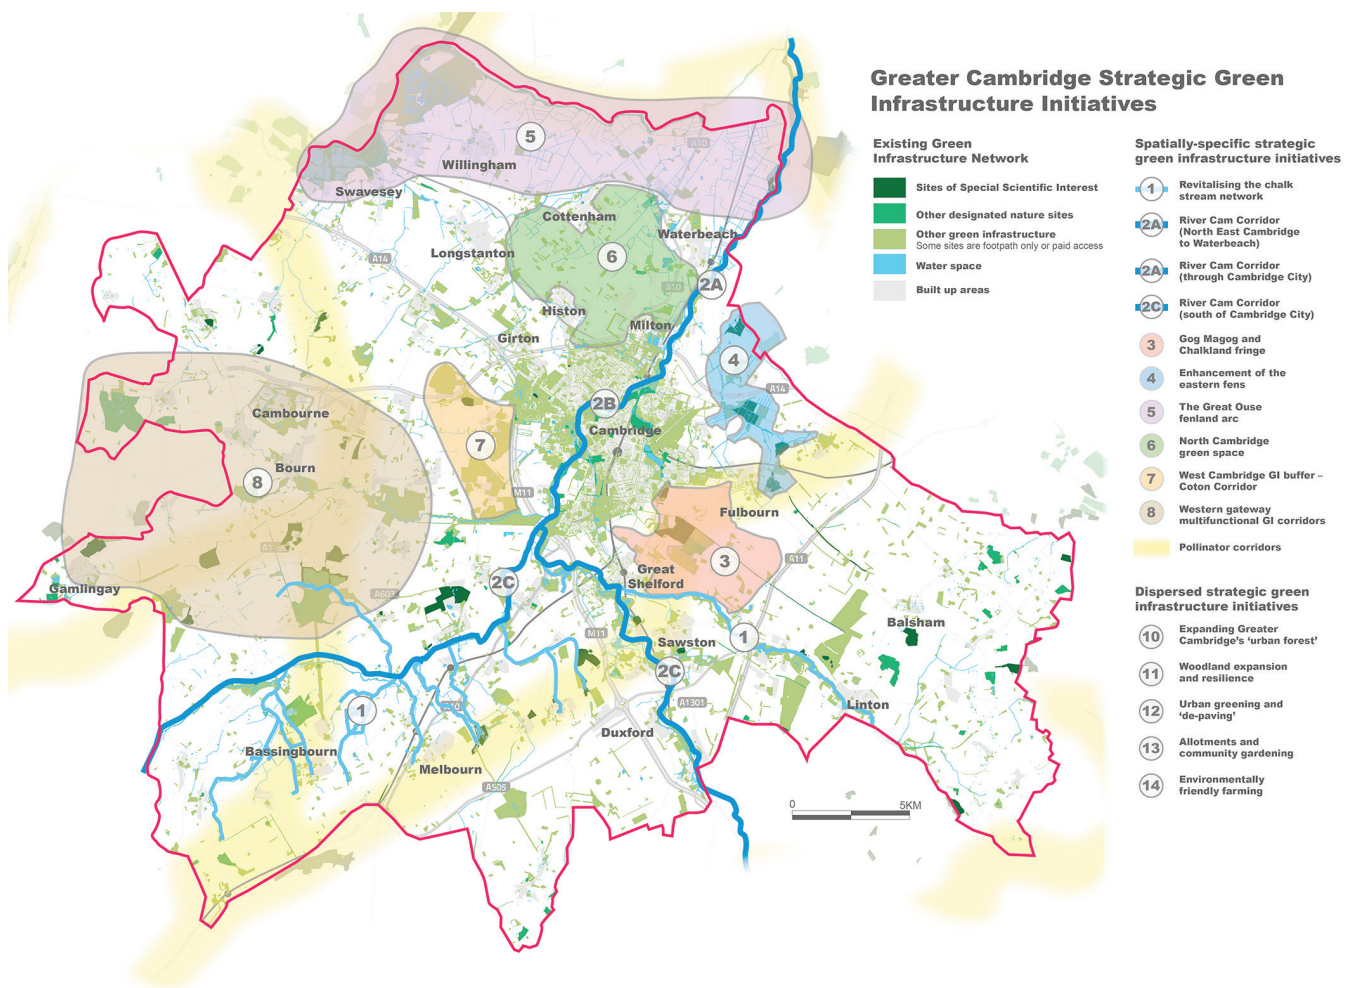 Greater Cambridge Strategic Green
Infrastructure Initiatives
Existing Green
Infrastructure Network
Sites of Special Scientific Interest
Other designated nature sites
Other green infrastructure
Some sites are footpath only or paid access
Water space
Built up areas
Spatially-specific strategic
green infrastructure initiatives
1
Revitalising the chalk
stream network
2A
River Cam Corridor
(North East Cambridge
to Waterbeach)
2A
River Cam Corridor
(through Cambridge City)
2C
River Cam Corridor
(south of Cambridge City)
3
Gog Magog and
Chalkland fringe
4
Enhancement of the
eastern fens
5
The Great Ouse
fenland arc
6
North Cambridge
green space
7
West Cambridge GI buffer –
Coton Corridor
8
Western gateway
multifunctional GI corridors
Pollinator corridors
Dispersed strategic green
infrastructure initiatives
10
Expanding Greater
Cambridge's 'urban forest'
11
Woodland expansion
and resilience
12
Urban greening and
'de-paving'
13
Allotments and
community gardening
14
Environmentally
friendly farming
5
A10
Willingham
Swavesey
Cottenham
Waterbeach
Longstanton
A14
6
2A
A10
Histon
Milton
Girton
4
A14
2B
Cambourne
Cambridge
7
Bourn
8
M11
Fulbourn
3
A11
Great
Shelford
2C
Gamlingay
A603
Balsham
M11
1
Sawston
2C
A1301
Linton
1
A10
Duxford
Bassingbourn
Melbourn
A505
0
5KM